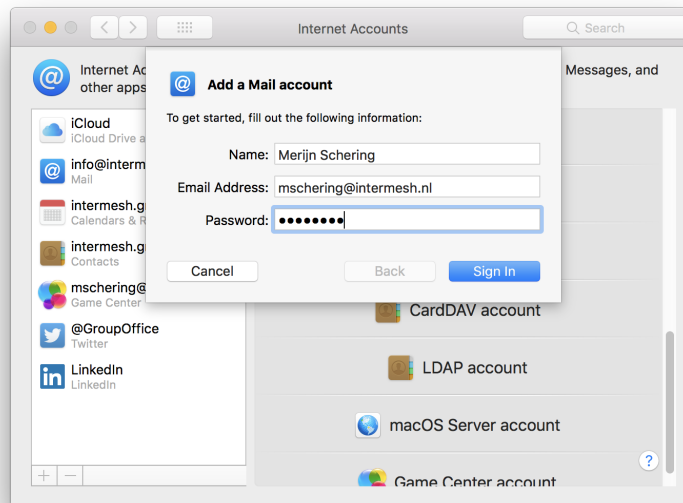 Internet Accounts
Search
Internet Ac
other apps
Messages, and
Add a Mail account
To get started, fill out the following information:
Name: Merijn Schering
Email Address: mschering@intermesh.nl
Password: ●●●●●●●●
Cancel
Back
Sign In
iCloud
iCloud Drive a
info@interm
Mail
intermesh.g
Calendars & R
intermesh.g
Contacts
mschering@
Game Center
@GroupOffice
Twitter
LinkedIn
LinkedIn
CardDAV account
LDAP account
macOS Server account
Game Center account
?